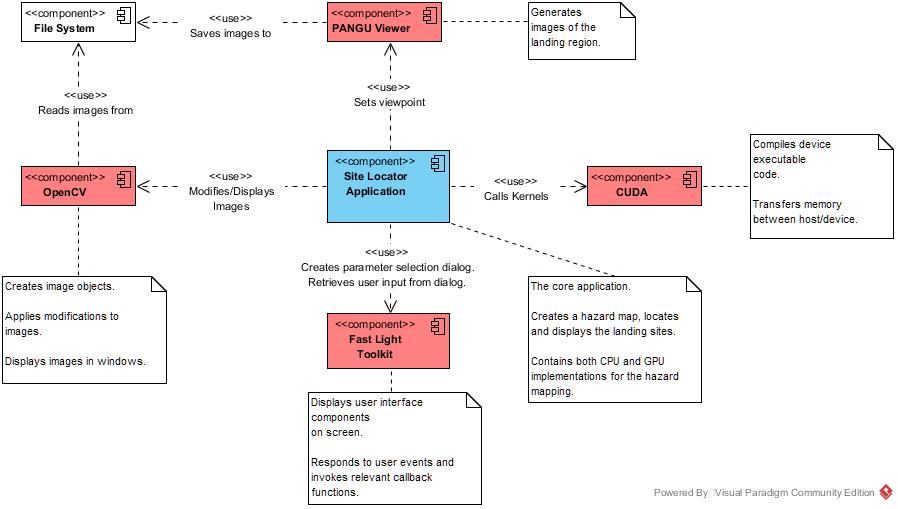 <<component>>
File System
<<use>>
Saves images to
<<component>>
PANGU Viewer
Generates
images of the
landing region.
<<use>>
Reads images from
<<use>>
Sets viewpoint
<<component>>
OpenCV
<<use>>
Modifies/Displays
Images
<<component>>
Site Locator
Application
<<use>>
Calls Kernels
<<component>>
CUDA
Compiles device
executable
code.
Transfers memory
between host/device.
<<use>>
Creates parameter selection dialog.
Retrieves user input from dialog.
Creates image objects.
Applies modifications to
images.
Displays images in windows.
<<component>>
Fast Light
Toolkit
The core application.
Creates a hazard map, locates
and displays the landing sites.
Contains both CPU and GPU
implementations for the hazard
mapping.
Displays user interface
components
on screen.
Responds to user events and
invokes relevant callback
functions.
Powered By Visual Paradigm Community Edition